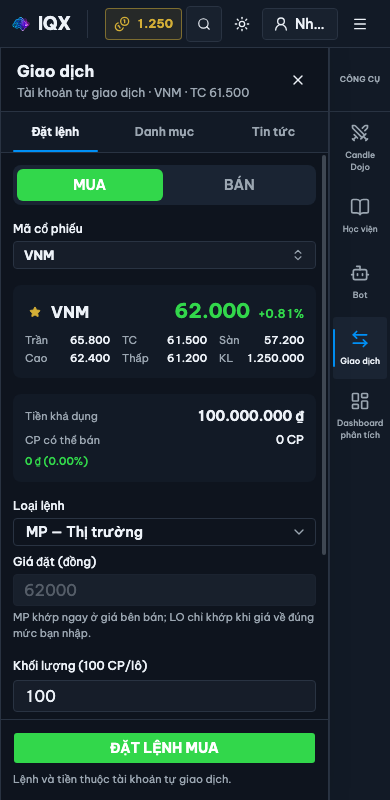 IQX
1.250
Nh...
Giao dịch
Tài khoản tự giao dịch · VNM · TC 61.500
CÔNG CỤ
Đặt lệnh
Danh mục
Tin tức
MUA
BÁN
Mã cổ phiếu
VNM
VNM
62.000 +0.81%
Trần 65.800 TC 61.500 Sàn 57.200
Cao 62.400 Thấp 61.200 KL 1.250.000
Tiền khả dụng 100.000.000 ₫
CP có thể bán 0 CP
0 ₫ (0.00%)
Loại lệnh
MP — Thị trường
Giá đặt (đồng)
62000
MP khớp ngay ở giá bên bán; LO chỉ khớp khi giá về đúng
mức bạn nhập.
Khối lượng (100 CP/lô)
100
ĐẶT LỆNH MUA
Lệnh và tiền thuộc tài khoản tự giao dịch.
Candle
Dojo
Học viện
Bot
Giao dịch
Dashboard
phân tích